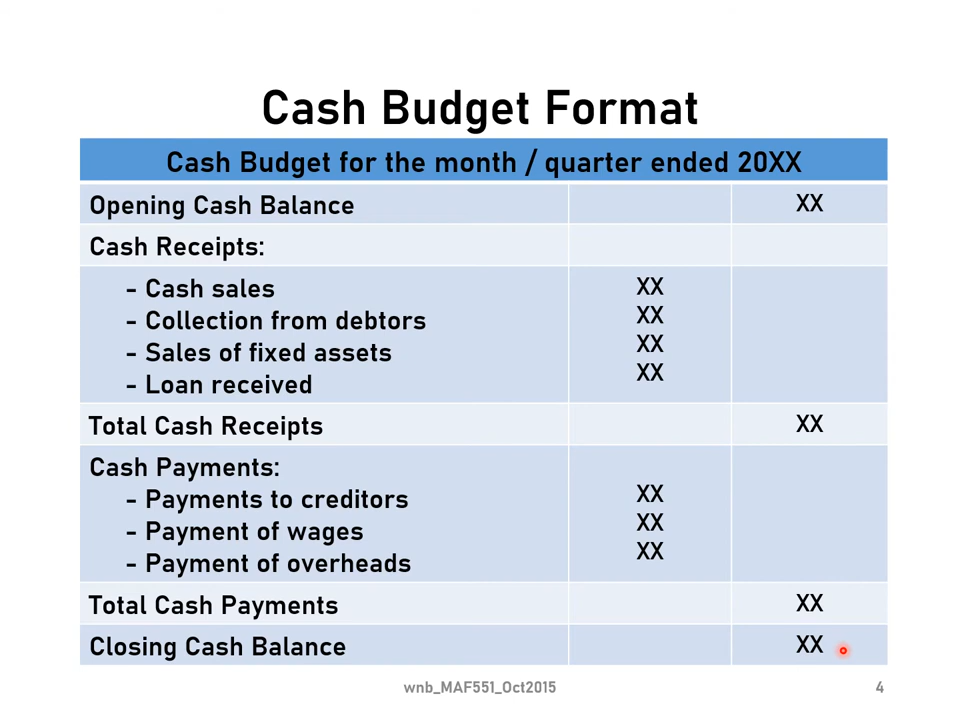 Cash Budget Format
Cash Budget for the month / quarter ended 20XX
Opening Cash Balance XX
Cash Receipts:
- Cash sales XX
- Collection from debtors XX
- Sales of fixed assets XX
- Loan received XX
Total Cash Receipts XX
Cash Payments:
- Payments to creditors XX
- Payment of wages XX
- Payment of overheads XX
Total Cash Payments XX
Closing Cash Balance XX
wnb_MAF551_Oct2015 4